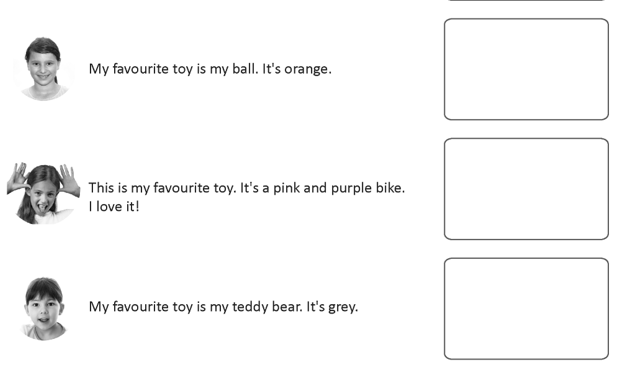 My favourite toy is my ball. It's orange.
This is my favourite toy. It's a pink and purple bike.
I love it!
My favourite toy is my teddy bear. It's grey.